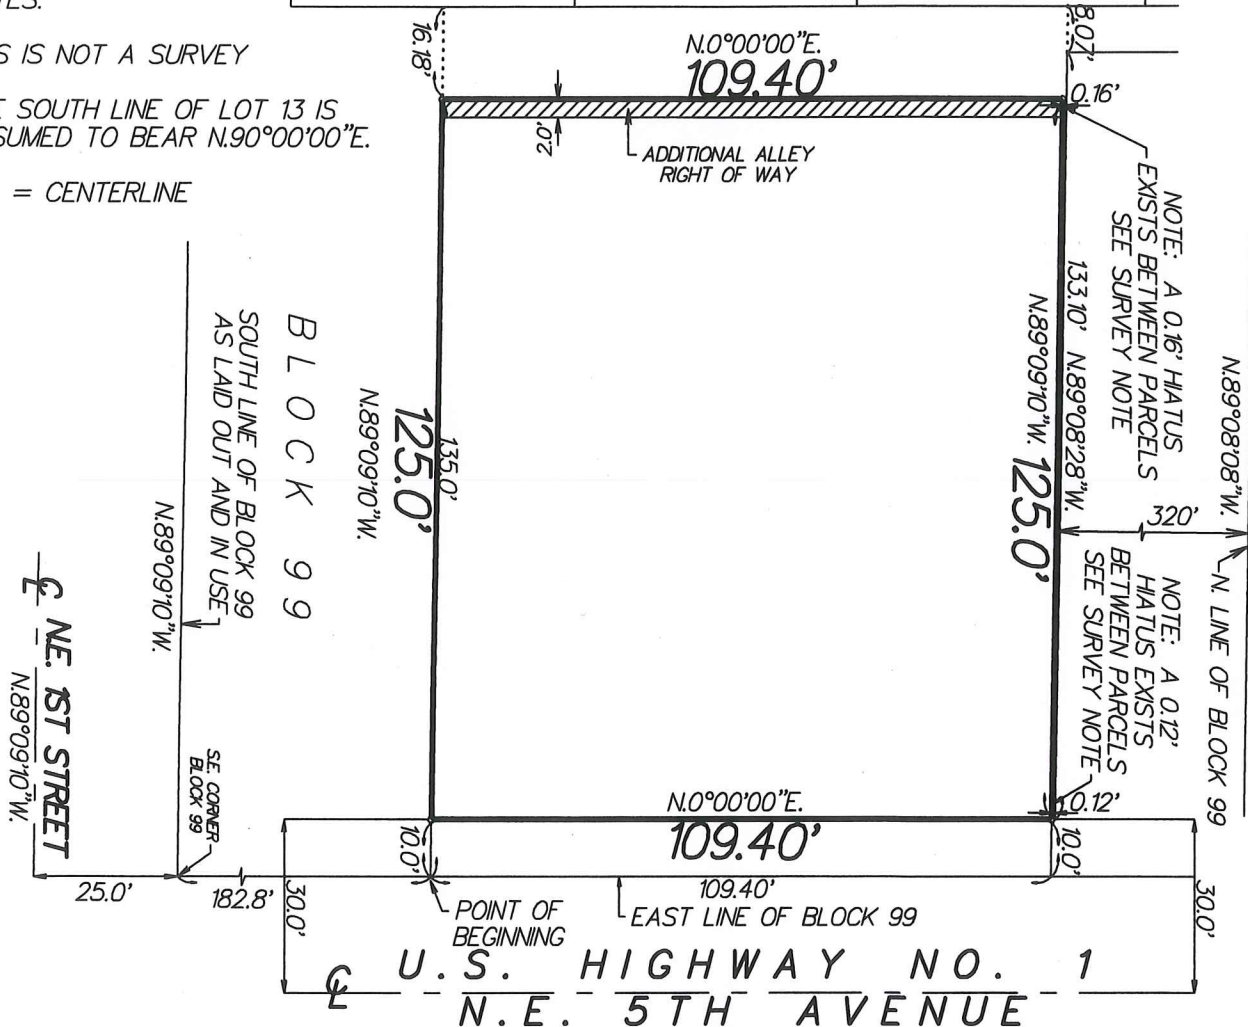 S IS NOT A SURVEY
E SOUTH LINE OF LOT 13 IS
SUMED TO BEAR N.90°00'00"E.
= CENTERLINE
16.18'
N.0°00'00"E.
109.40'
8.07'
0.16'
2.0'
ADDITIONAL ALLEY
RIGHT OF WAY
NOTE: A 0.16' HIATUS
EXISTS BETWEEN PARCELS
SEE SURVEY NOTE
133.10' N.89°08'28"W.
N.89°09'10"W. 125.0'
N.89°08'08"W.
320'
N. LINE OF BLOCK 99
NOTE: A 0.12'
HIATUS EXISTS
BETWEEN PARCELS
SEE SURVEY NOTE
BLOCK 99
SOUTH LINE OF BLOCK 99
AS LAID OUT AND IN USE
N.89°09'10"W.
135.0'
125.0'
N.89°09'10"W.
℄ N.E. 1ST STREET
N.89°09'10"W.
S.E. CORNER
BLOCK 99
N.0°00'00"E.
109.40'
0.12'
10.0'
10.0'
25.0'
182.8'
30.0'
109.40'
30.0'
POINT OF
BEGINNING
EAST LINE OF BLOCK 99
℄ U.S. HIGHWAY NO. 1
N.E. 5TH AVENUE